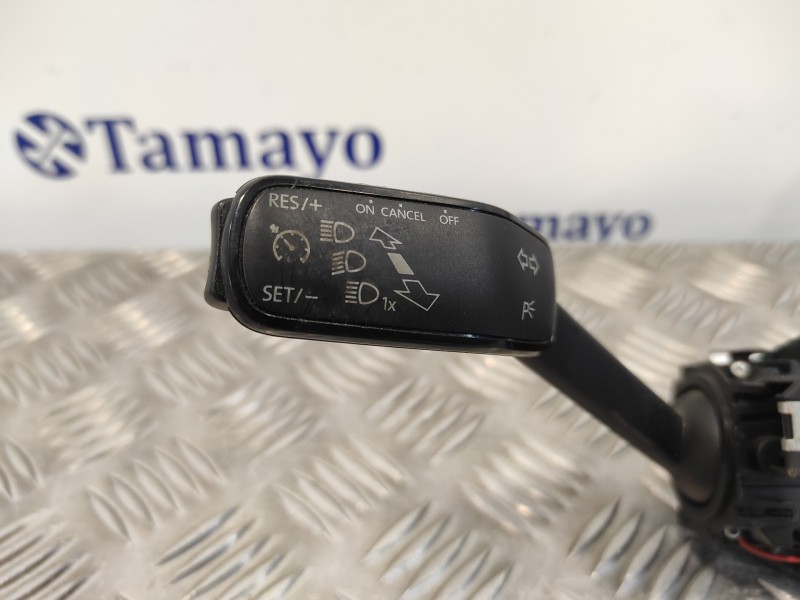 Tamayo
RES/+
ON CANCEL OFF
SET/-
1x
P
amayo